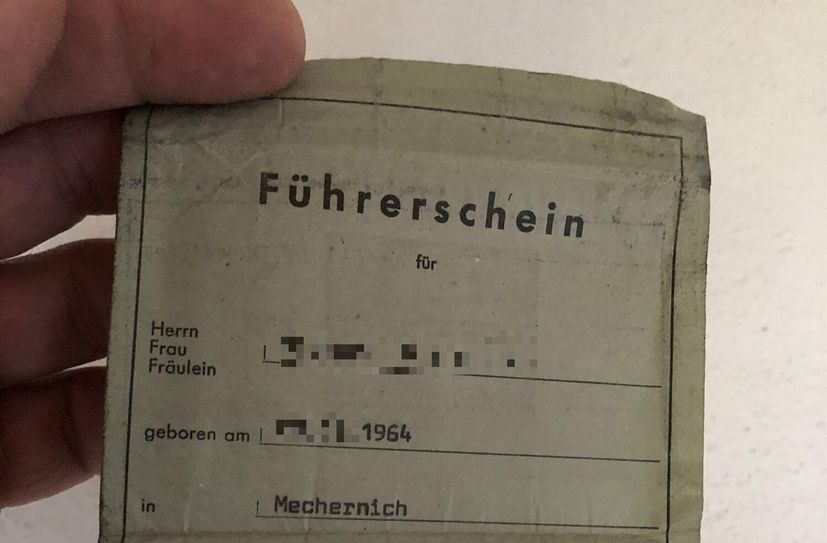 Führerschein
für
Herrn
Frau
Fräulein
geboren am 1964
in Mechernich